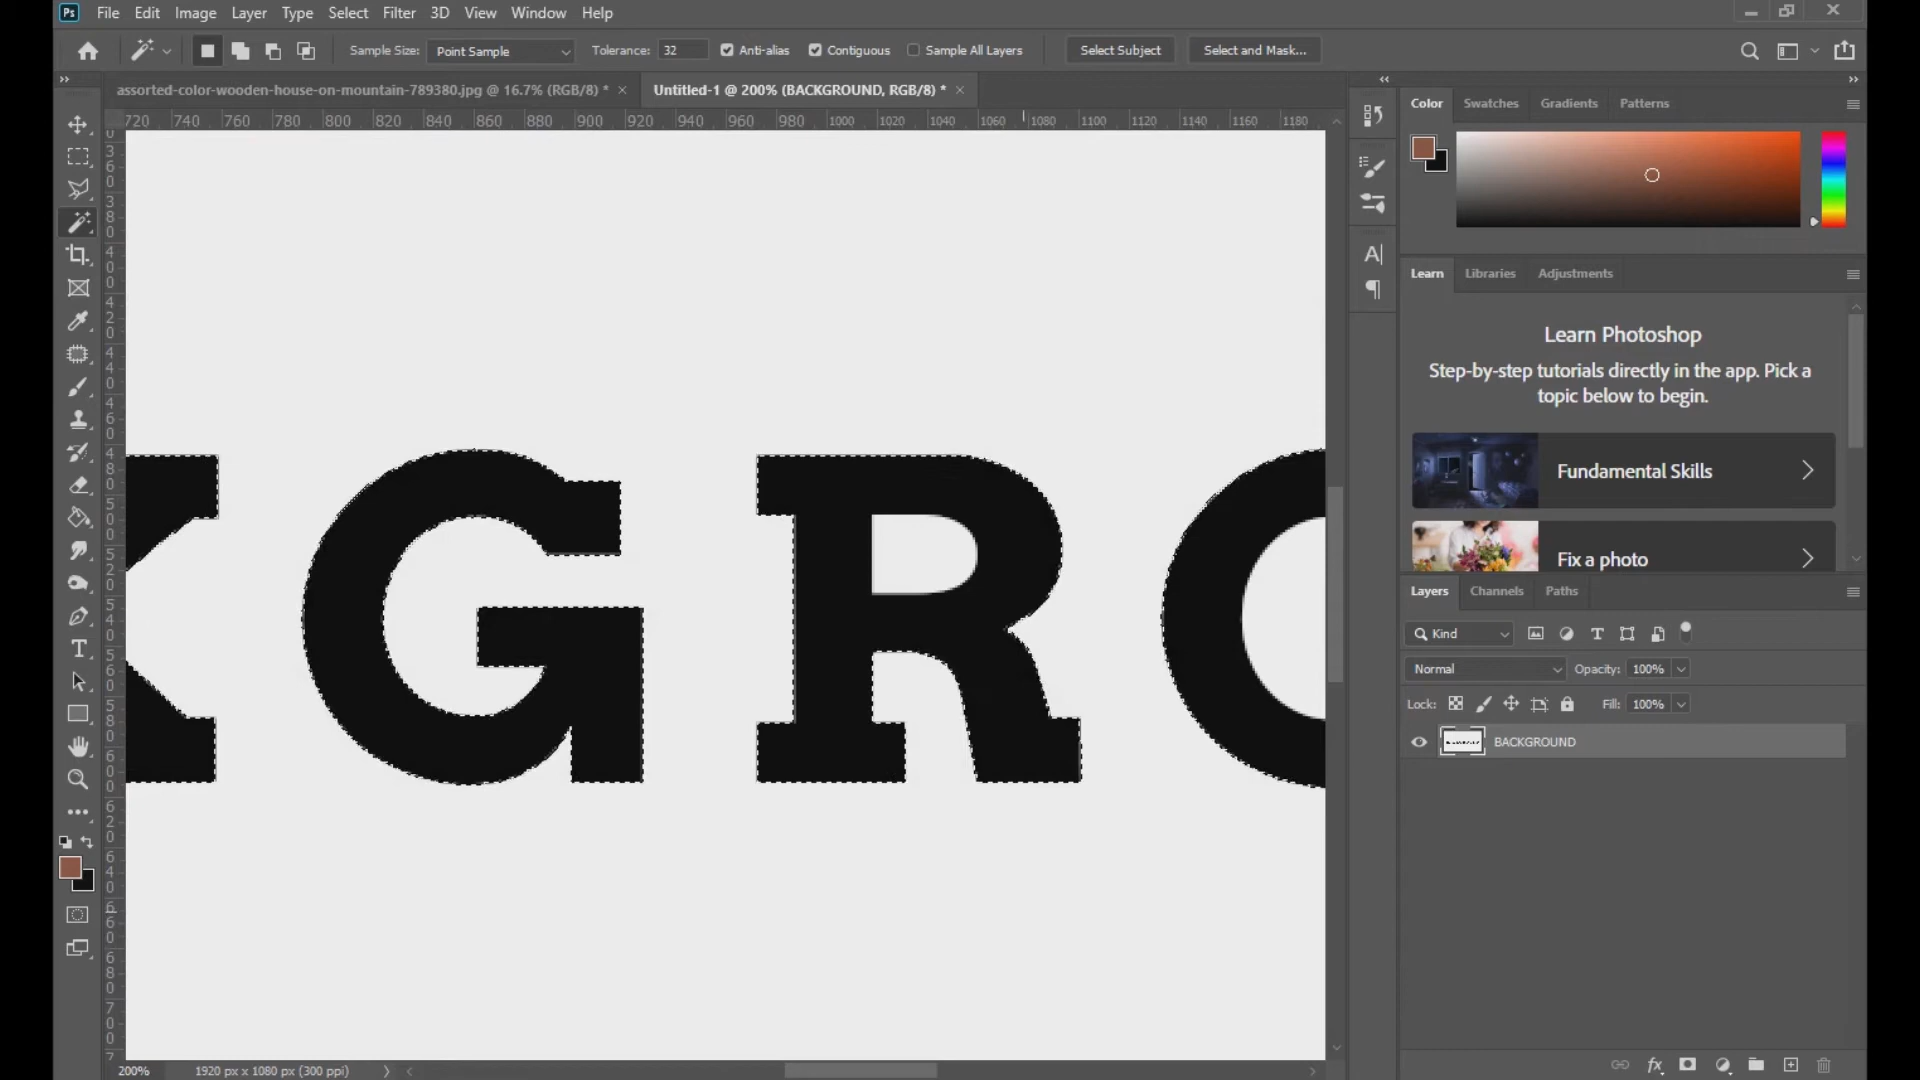 Ps File Edit Image Layer Type Select Filter 3D View Window Help
Sample Size: Point Sample Tolerance: 32 Anti-alias Contiguous Sample All Layers Select Subject Select and Mask...
assorted-color-wooden-house-on-mountain-789380.jpg @ 16.7% (RGB/8) * × Untitled-1 @ 200% (BACKGROUND, RGB/8) * ×
720 740 760 780 800 820 840 860 880 900 920 940 960 980 1000 1020 1040 1060 1080 1100 1120 1140 1160 1180
KGRO
Color Swatches Gradients Patterns
Learn Libraries Adjustments
Learn Photoshop
Step-by-step tutorials directly in the app. Pick a
topic below to begin.
Fundamental Skills
Fix a photo
Layers Channels Paths
Kind
Normal Opacity: 100%
Lock: Fill: 100%
BACKGROUND
fx
200% 1920 px x 1080 px (300 ppi)